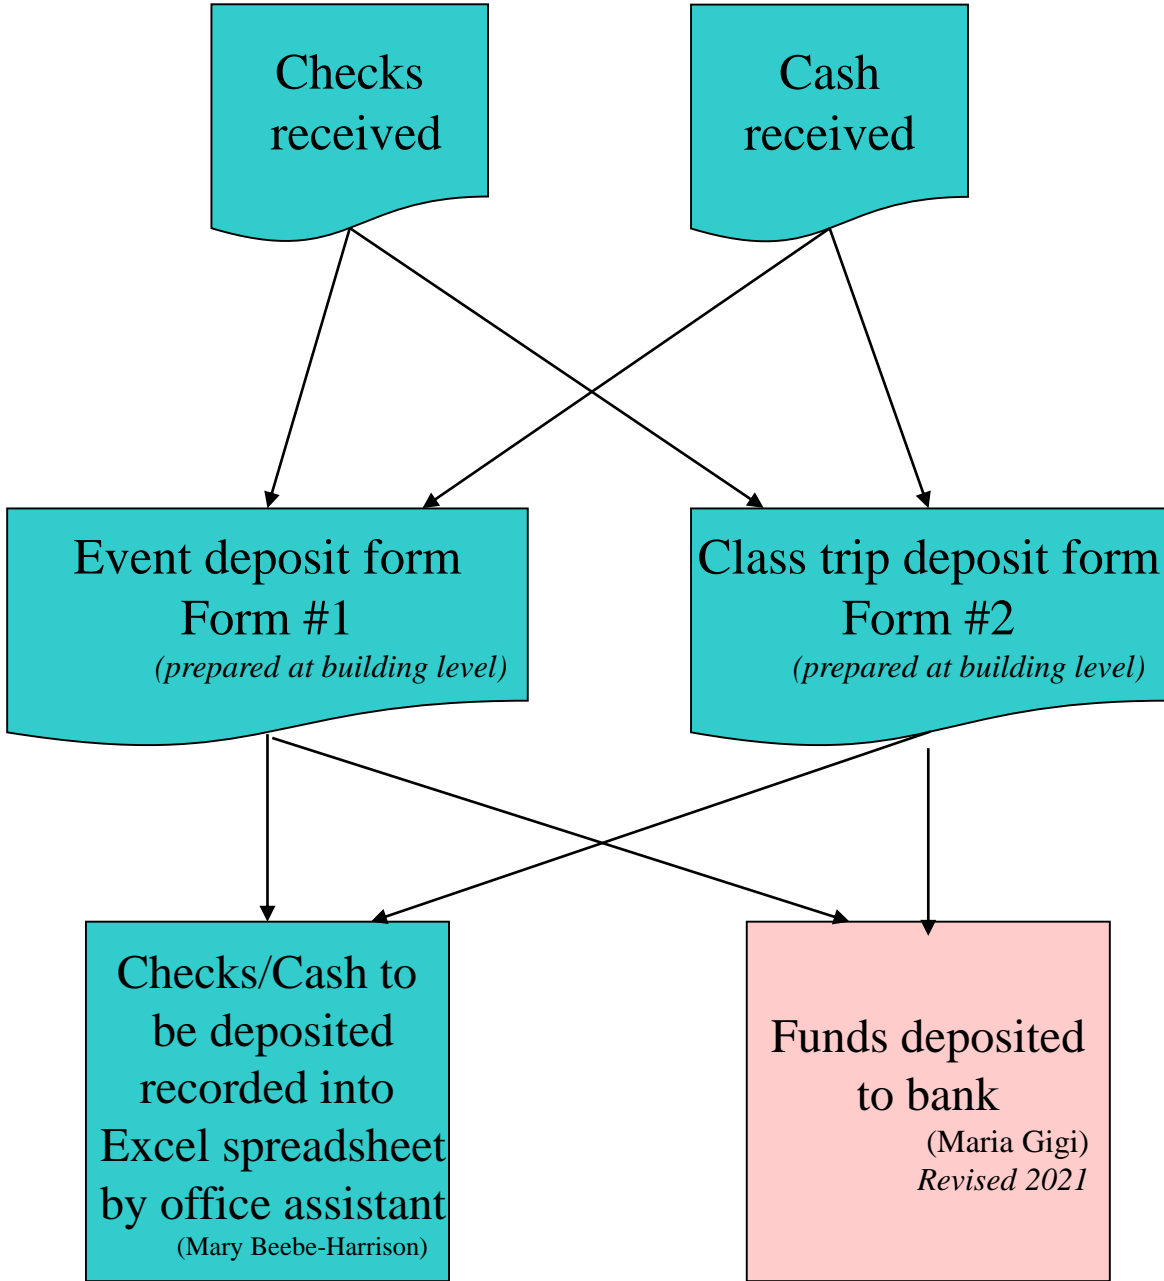 Checks
received
Cash
received
Event deposit form
Form #1
(prepared at building level)
Class trip deposit form
Form #2
(prepared at building level)
Checks/Cash to
be deposited
recorded into
Excel spreadsheet
by office assistant
(Mary Beebe-Harrison)
Funds deposited
to bank
(Maria Gigi)
Revised 2021